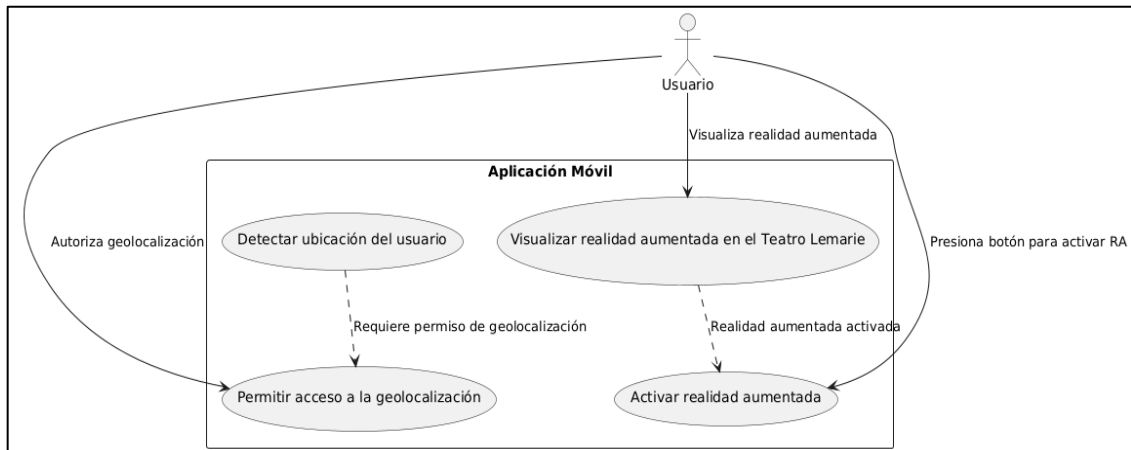 Usuario
Visualiza realidad aumentada
Aplicación Móvil
Detectar ubicación del usuario
Visualizar realidad aumentada en el Teatro Lemarie
Autoriza geolocalización
Presiona botón para activar RA
Requiere permiso de geolocalización
Realidad aumentada activada
Permitir acceso a la geolocalización
Activar realidad aumentada